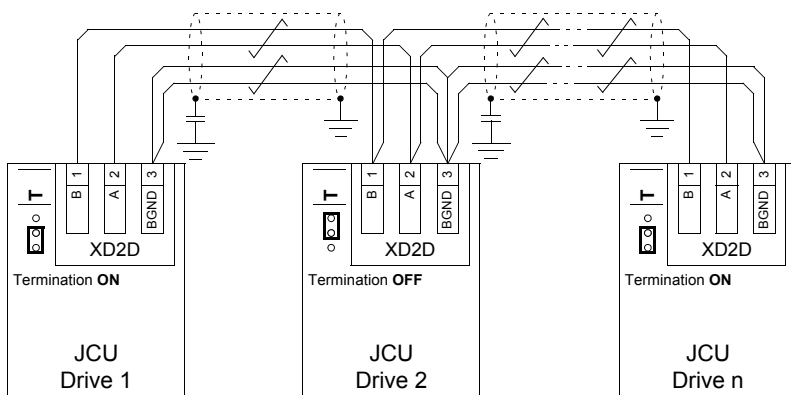 T
1 2 3
B A BGND
XD2D
Termination ON
JCU
Drive 1
T
1 2 3
B A BGND
XD2D
Termination OFF
JCU
Drive 2
T
1 2 3
B A BGND
XD2D
Termination ON
JCU
Drive n